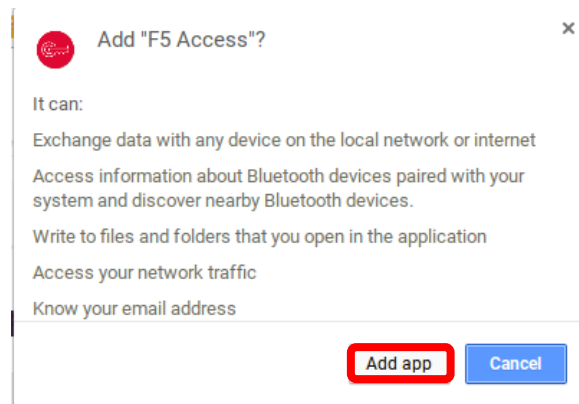 Add "F5 Access"?
It can:
Exchange data with any device on the local network or internet
Access information about Bluetooth devices paired with your
system and discover nearby Bluetooth devices.
Write to files and folders that you open in the application
Access your network traffic
Know your email address
Add app
Cancel